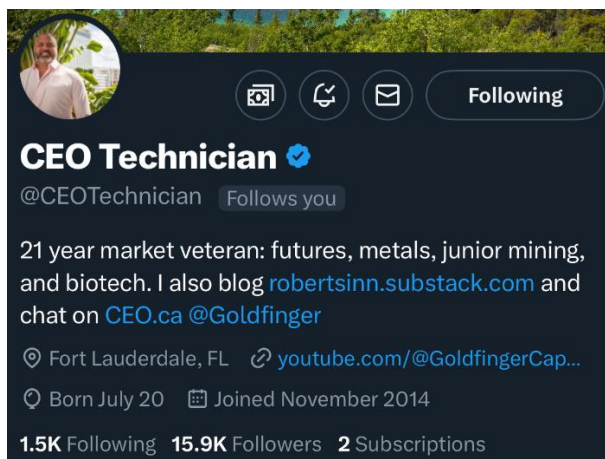 Following
CEO Technician
@CEOTechnician Follows you
21 year market veteran: futures, metals, junior mining,
and biotech. I also blog robertsinn.substack.com and
chat on CEO.ca @Goldfinger
Fort Lauderdale, FL youtube.com/@GoldfingerCap...
Born July 20 Joined November 2014
1.5K Following 15.9K Followers 2 Subscriptions